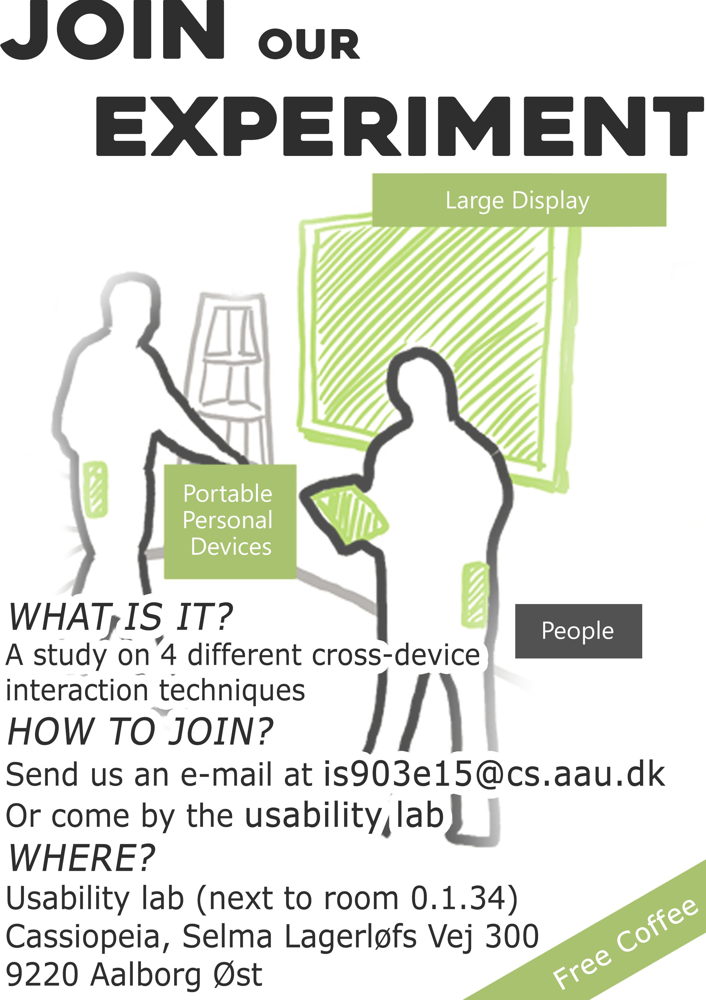 JOIN OUR
EXPERIMENT
Large Display
Portable
Personal
Devices
People
WHAT IS IT?
A study on 4 different cross-device
interaction techniques
HOW TO JOIN?
Send us an e-mail at is903e15@cs.aau.dk
Or come by the usability lab
WHERE?
Usability lab (next to room 0.1.34)
Cassiopeia, Selma Lagerløfs Vej 300
9220 Aalborg Øst
Free Coffee